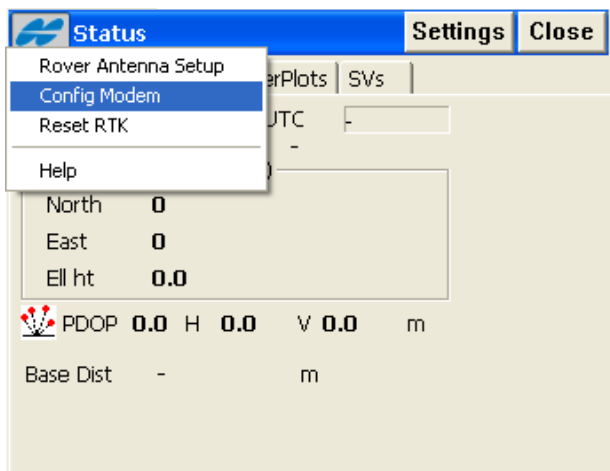 Status Settings Close
Rover Antenna Setup
erPlots SVs
Config Modem
Reset RTK
UTC -
-
Help
North 0
East 0
Ell ht 0.0
PDOP 0.0 H 0.0 V 0.0 m
Base Dist - m